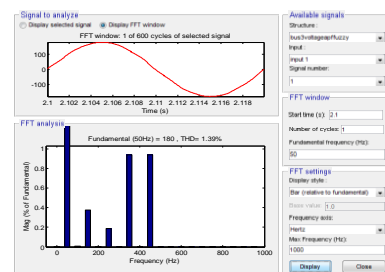 Signal to analyze
Display selected signal
Display FFT window
FFT window: 1 of 600 cycles of selected signal
100
0
-100
2.1 2.102 2.104 2.106 2.108 2.11 2.112 2.114 2.116 2.118
Time (s)
FFT analysis
Fundamental (50Hz) = 180 , THD= 1.39%
Mag (% of Fundamental)
1
0.8
0.6
0.4
0.2
0
0 200 400 600 800 1000
Frequency (Hz)
Available signals
Structure :
bus3voltageapffuzzy
Input :
input 1
Signal number:
1
FFT window
Start time (s): 2.1
Number of cycles: 1
Fundamental frequency (Hz):
50
FFT settings
Display style :
Bar (relative to fundamental)
Base value: 1.0
Frequency axis:
Hertz
Max Frequency (Hz):
1000
Display
Close